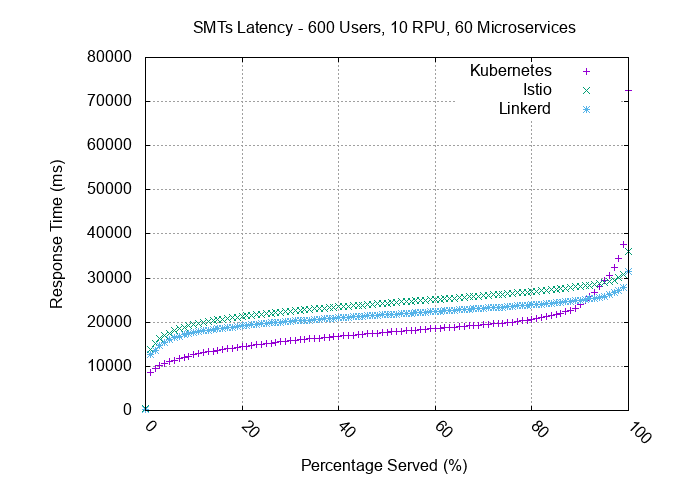 SMTs Latency - 600 Users, 10 RPU, 60 Microservices
80000
70000
60000
50000
40000
30000
20000
10000
0
Response Time (ms)
Kubernetes
Istio
Linkerd
0
20
40
60
80
100
Percentage Served (%)